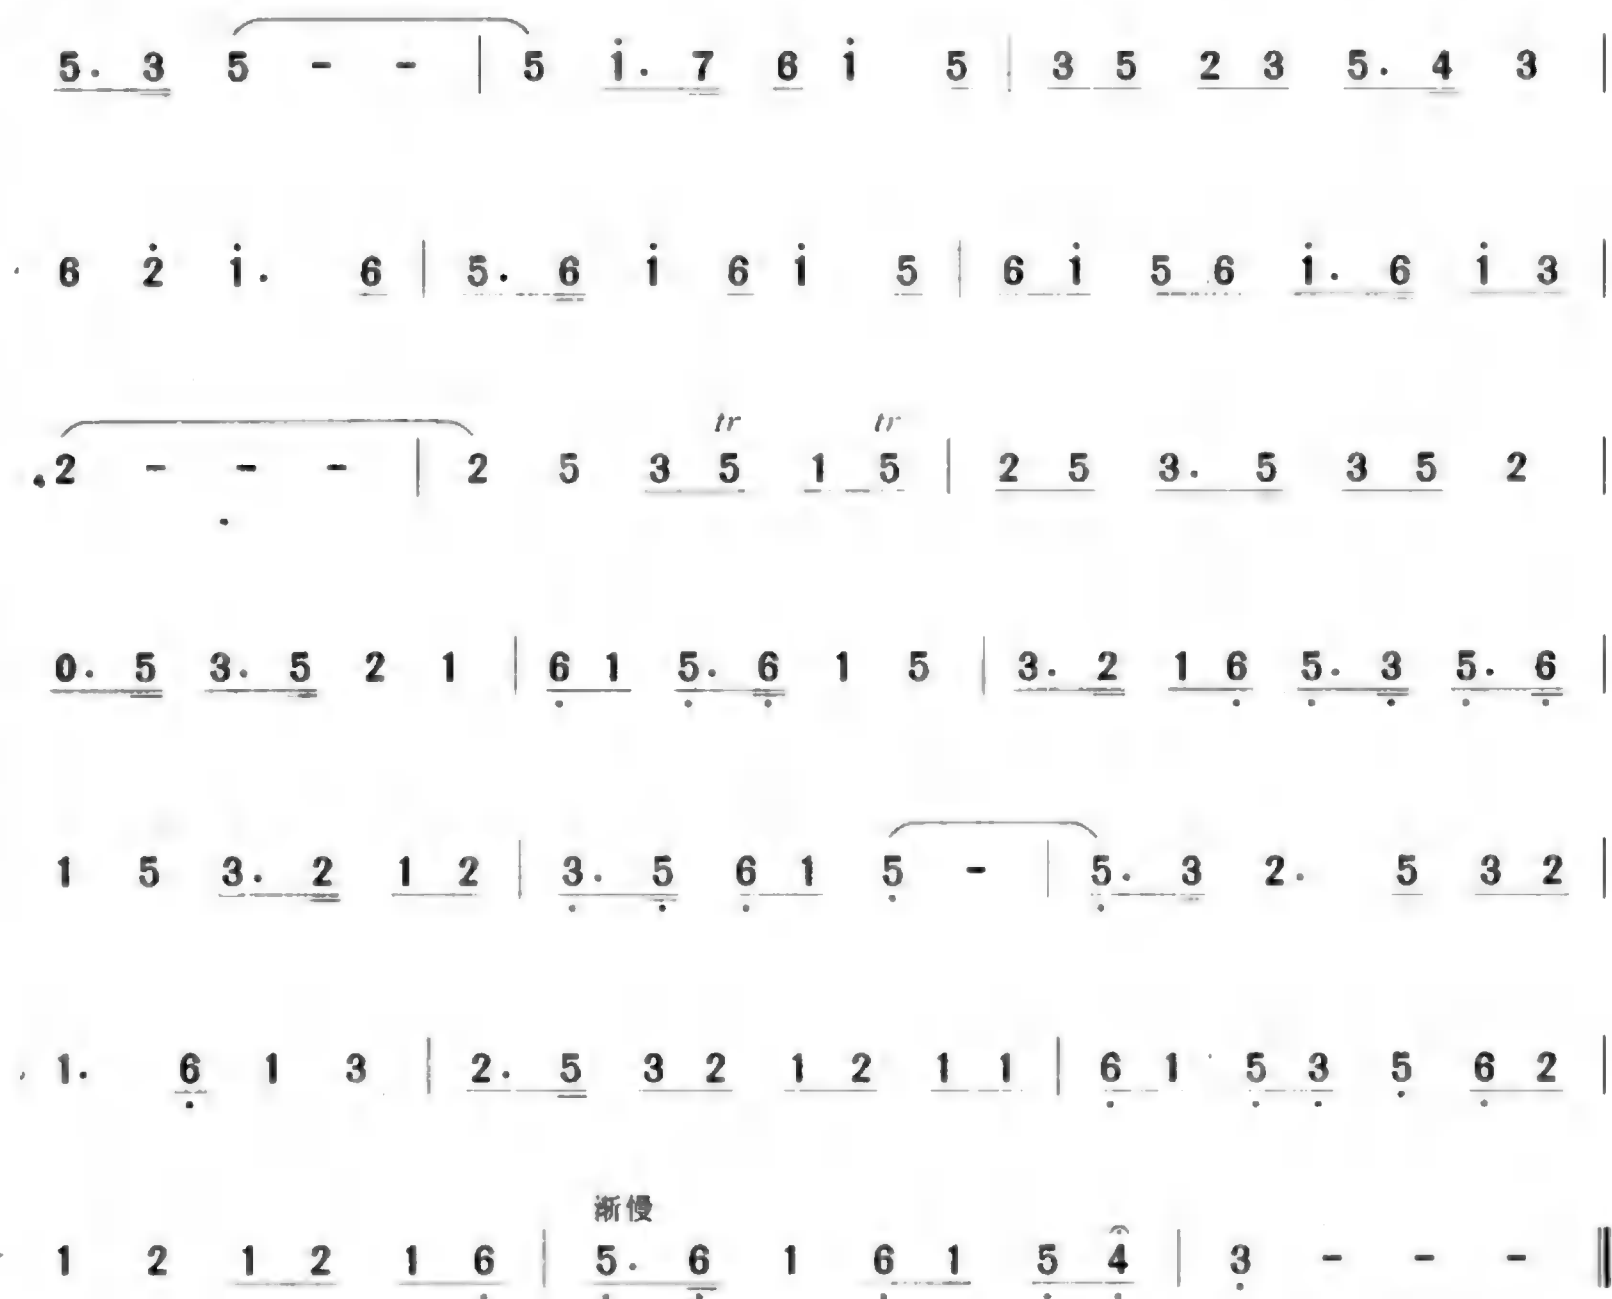 5. 3 5 - - | 5 i. 7 6 i 5 | 3 5 2 3 5. 4 3 |
6 2̇ i. 6 | 5. 6 i 6 i 5 | 6 i 5 6 i. 6 i 3 |
tr tr
2 - - - | 2 5 3 5 1 5 | 2 5 3. 5 3 5 2 |
0. 5 3. 5 2 1 | 6̣ 1 5̣. 6̣ 1 5 | 3. 2 1 6̣ 5̣. 3̣ 5̣. 6̣ |
1 5 3. 2 1 2 | 3̣. 5̣ 6̣ 1 5̣ - | 5̣. 3 2. 5 3 2 |
1. 6̣ 1 3 | 2. 5 3 2 1 2 1 1 | 6̣ 1 5̣ 3̣ 5̣ 6̣ 2 |
渐慢
1 2 1 2 1 6̣ | 5̣. 6̣ 1 6̣ 1 5̣ 4̣ | 3̣ - - - ‖